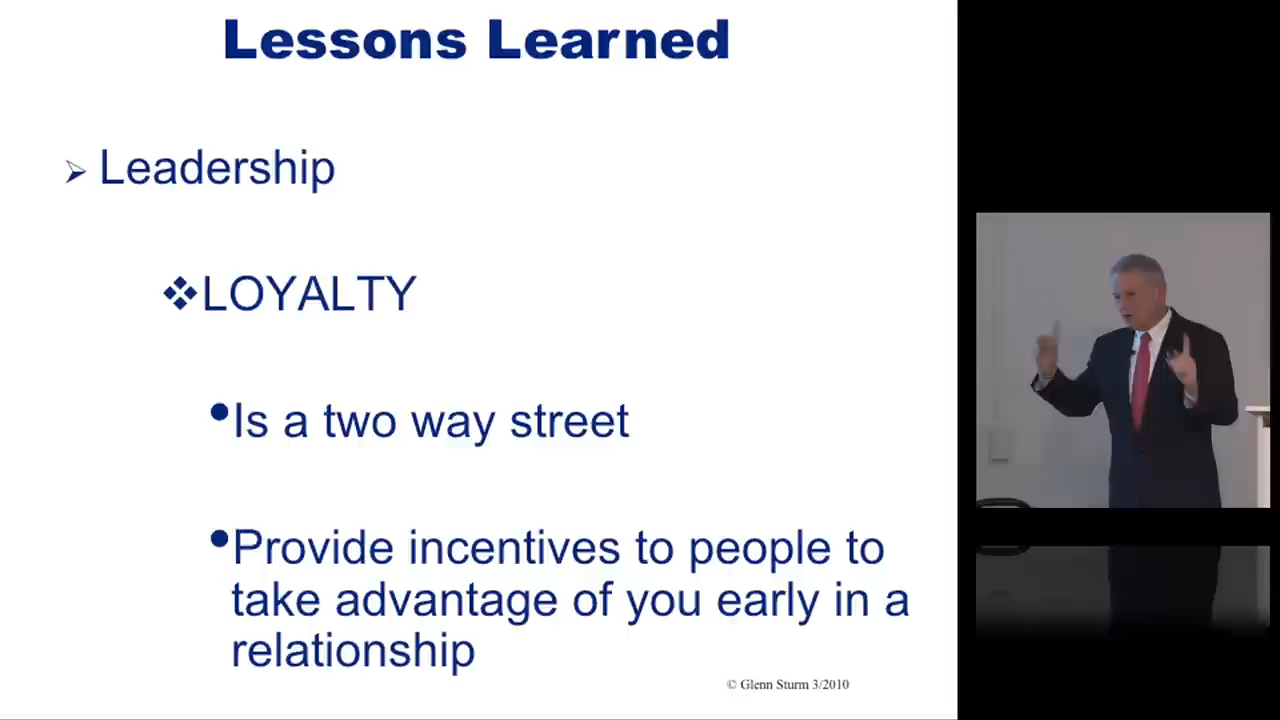 Lessons Learned
➢ Leadership
❖LOYALTY
•Is a two way street
•Provide incentives to people to
take advantage of you early in a
relationship
© Glenn Sturm 3/2010